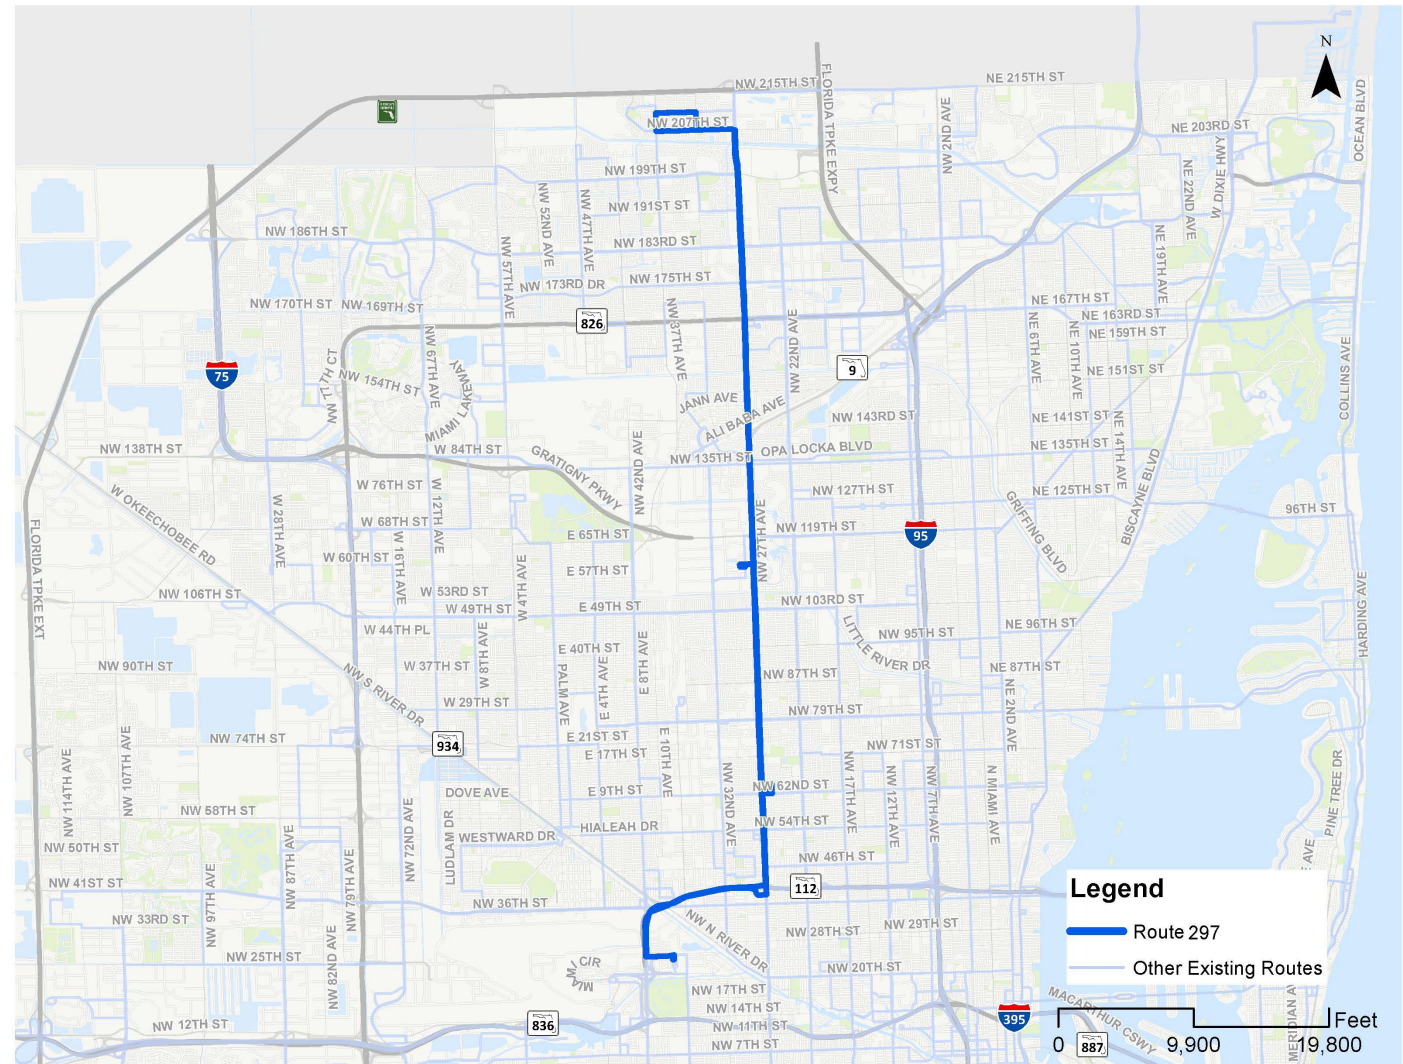 N
NW 215TH ST
NE 215TH ST
FLORIDA TPKE EXPY
OCEAN BLVD
NW 207TH ST
NW 2ND AVE
NE 203RD ST
W DIXIE HWY
NE 22ND AVE
NW 199TH ST
NW 52ND AVE
NW 47TH AVE
NW 191ST ST
NW 186TH ST
NW 57TH AVE
NW 183RD ST
NE 19TH AVE
NW 173RD DR
NW 175TH ST
NW 170TH ST
NW 169TH ST
NE 167TH ST
NE 163RD ST
826
NW 37TH AVE
NW 22ND AVE
NE 6TH AVE
NE 10TH AVE
NE 159TH ST
75
NW 77TH CT
NW 67TH AVE
NW 154TH ST
MIAMI LAKEWAY
9
NE 151ST ST
COLLINS AVE
JANN AVE
ALI BABA AVE
NW 143RD ST
NE 141ST ST
NE 14TH AVE
NW 138TH ST
W 84TH ST
GRATIGNY PKWY
NW 42ND AVE
NW 135TH ST
OPA LOCKA BLVD
NE 135TH ST
W OKEECHOBEE RD
W 76TH ST
W 12TH AVE
NW 127TH ST
NE 125TH ST
GRIFFING BLVD
BISCAYNE BLVD
96TH ST
FLORIDA TPKE EXT
W 28TH AVE
W 68TH ST
W 16TH AVE
E 65TH ST
NW 27TH AVE
NW 119TH ST
95
W 60TH ST
W 4TH AVE
E 57TH ST
HARDING AVE
NW 106TH ST
W 53RD ST
W 49TH ST
E 49TH ST
NW 103RD ST
LITTLE RIVER DR
NW 95TH ST
NE 96TH ST
W 44TH PL
W 8TH AVE
E 40TH ST
E 8TH AVE
NW 90TH ST
NW S RIVER DR
W 37TH ST
PALM AVE
E 4TH AVE
NW 87TH ST
NE 87TH ST
NE 2ND AVE
W 29TH ST
NW 79TH ST
NW 74TH ST
934
E 21ST ST
E 17TH ST
E 10TH AVE
NW 71ST ST
NW 114TH AVE
NW 107TH AVE
DOVE AVE
E 9TH ST
NW 32ND AVE
NW 62ND ST
NW 17TH AVE
NW 12TH AVE
NW 7TH AVE
N MIAMI AVE
PINE TREE DR
NW 58TH ST
NW 72ND AVE
LUDLAM DR
WESTWARD DR
HIALEAH DR
NW 54TH ST
NW 50TH ST
NW 87TH AVE
NW 79TH AVE
NW 46TH ST
NW 41ST ST
NW 97TH AVE
NW 36TH ST
112
NW 33RD ST
NW N RIVER DR
NW 28TH ST
NW 29TH ST
NW 25TH ST
NW 82ND AVE
NW 20TH ST
NW 17TH ST
NW 14TH ST
NW 12TH ST
836
NW 11TH ST
NW 7TH ST
395
MACARTHUR CSWY
887
Legend
Route 297
Other Existing Routes
Feet
0
9,900
19,800